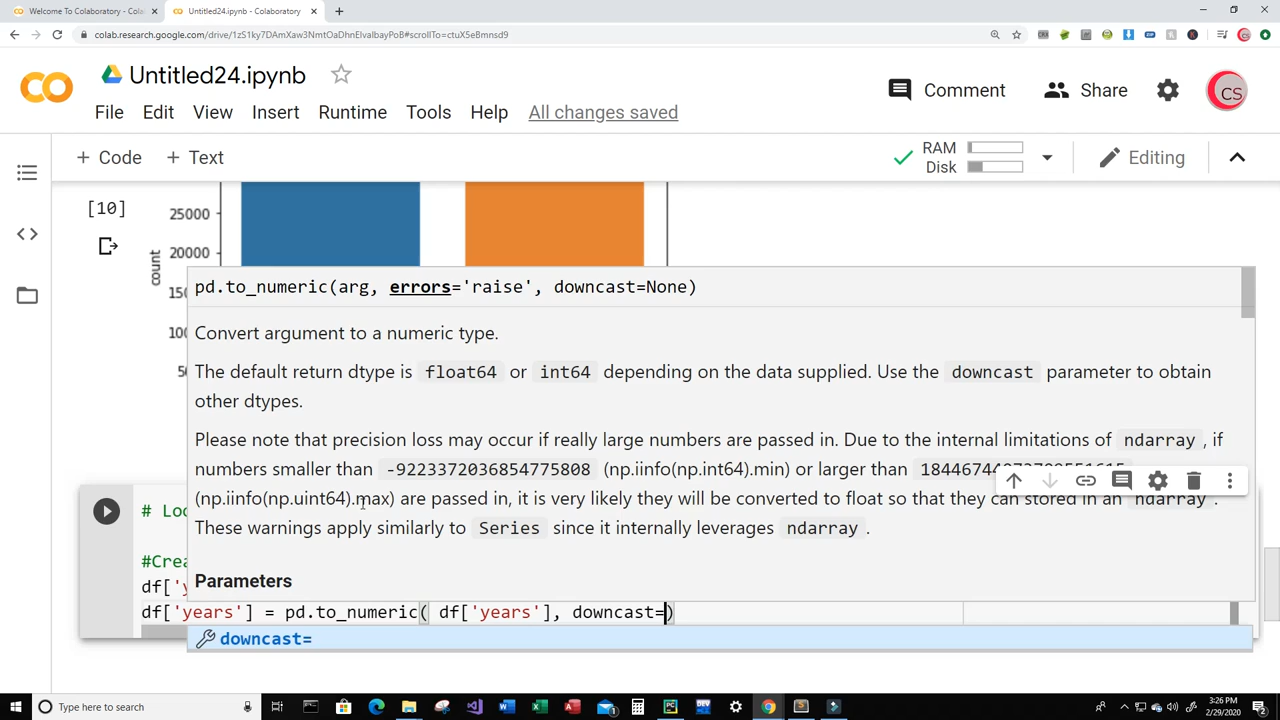 Welcome To Colaboratory - Cola
Untitled24.ipynb - Colaboratory
colab.research.google.com/drive/1zS1ky7DAmXaw3NmtOaDhnElvalbayPoB#scrollTo=ctuX5eBmnsd9
CO
Untitled24.ipynb
Comment
Share
CS
File Edit View Insert Runtime Tools Help All changes saved
+ Code + Text
RAM
Disk
Editing
[10]
25000
20000
count
pd.to_numeric(arg, errors='raise', downcast=None)
Convert argument to a numeric type.
The default return dtype is float64 or int64 depending on the data supplied. Use the downcast parameter to obtain
other dtypes.
Please note that precision loss may occur if really large numbers are passed in. Due to the internal limitations of ndarray, if
numbers smaller than -9223372036854775808 (np.iinfo(np.int64).min) or larger than 18446744073709551615
(np.iinfo(np.uint64).max) are passed in, it is very likely they will be converted to float so that they can stored in an ndarray.
These warnings apply similarly to Series since it internally leverages ndarray.
Parameters
# Loo
#Crea
df['y
df['years'] = pd.to_numeric( df['years'], downcast=)
downcast=
Type here to search
3:26 PM
2/29/2020